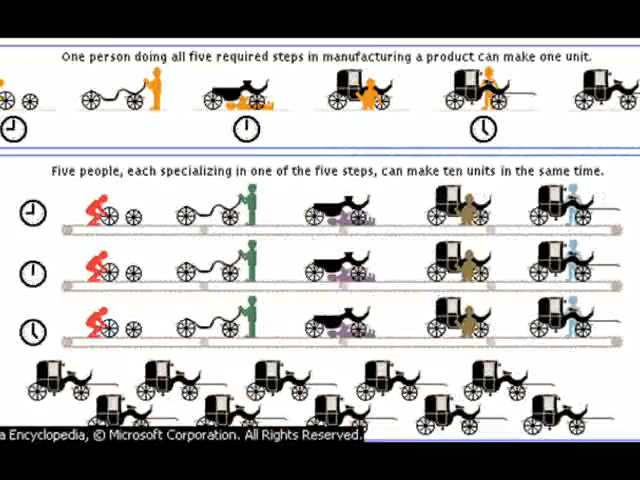 One person doing all five required steps in manufacturing a product can make one unit.
Five people, each specializing in one of the five steps, can make ten units in the same time.
a Encyclopedia, © Microsoft Corporation. All Rights Reserved.